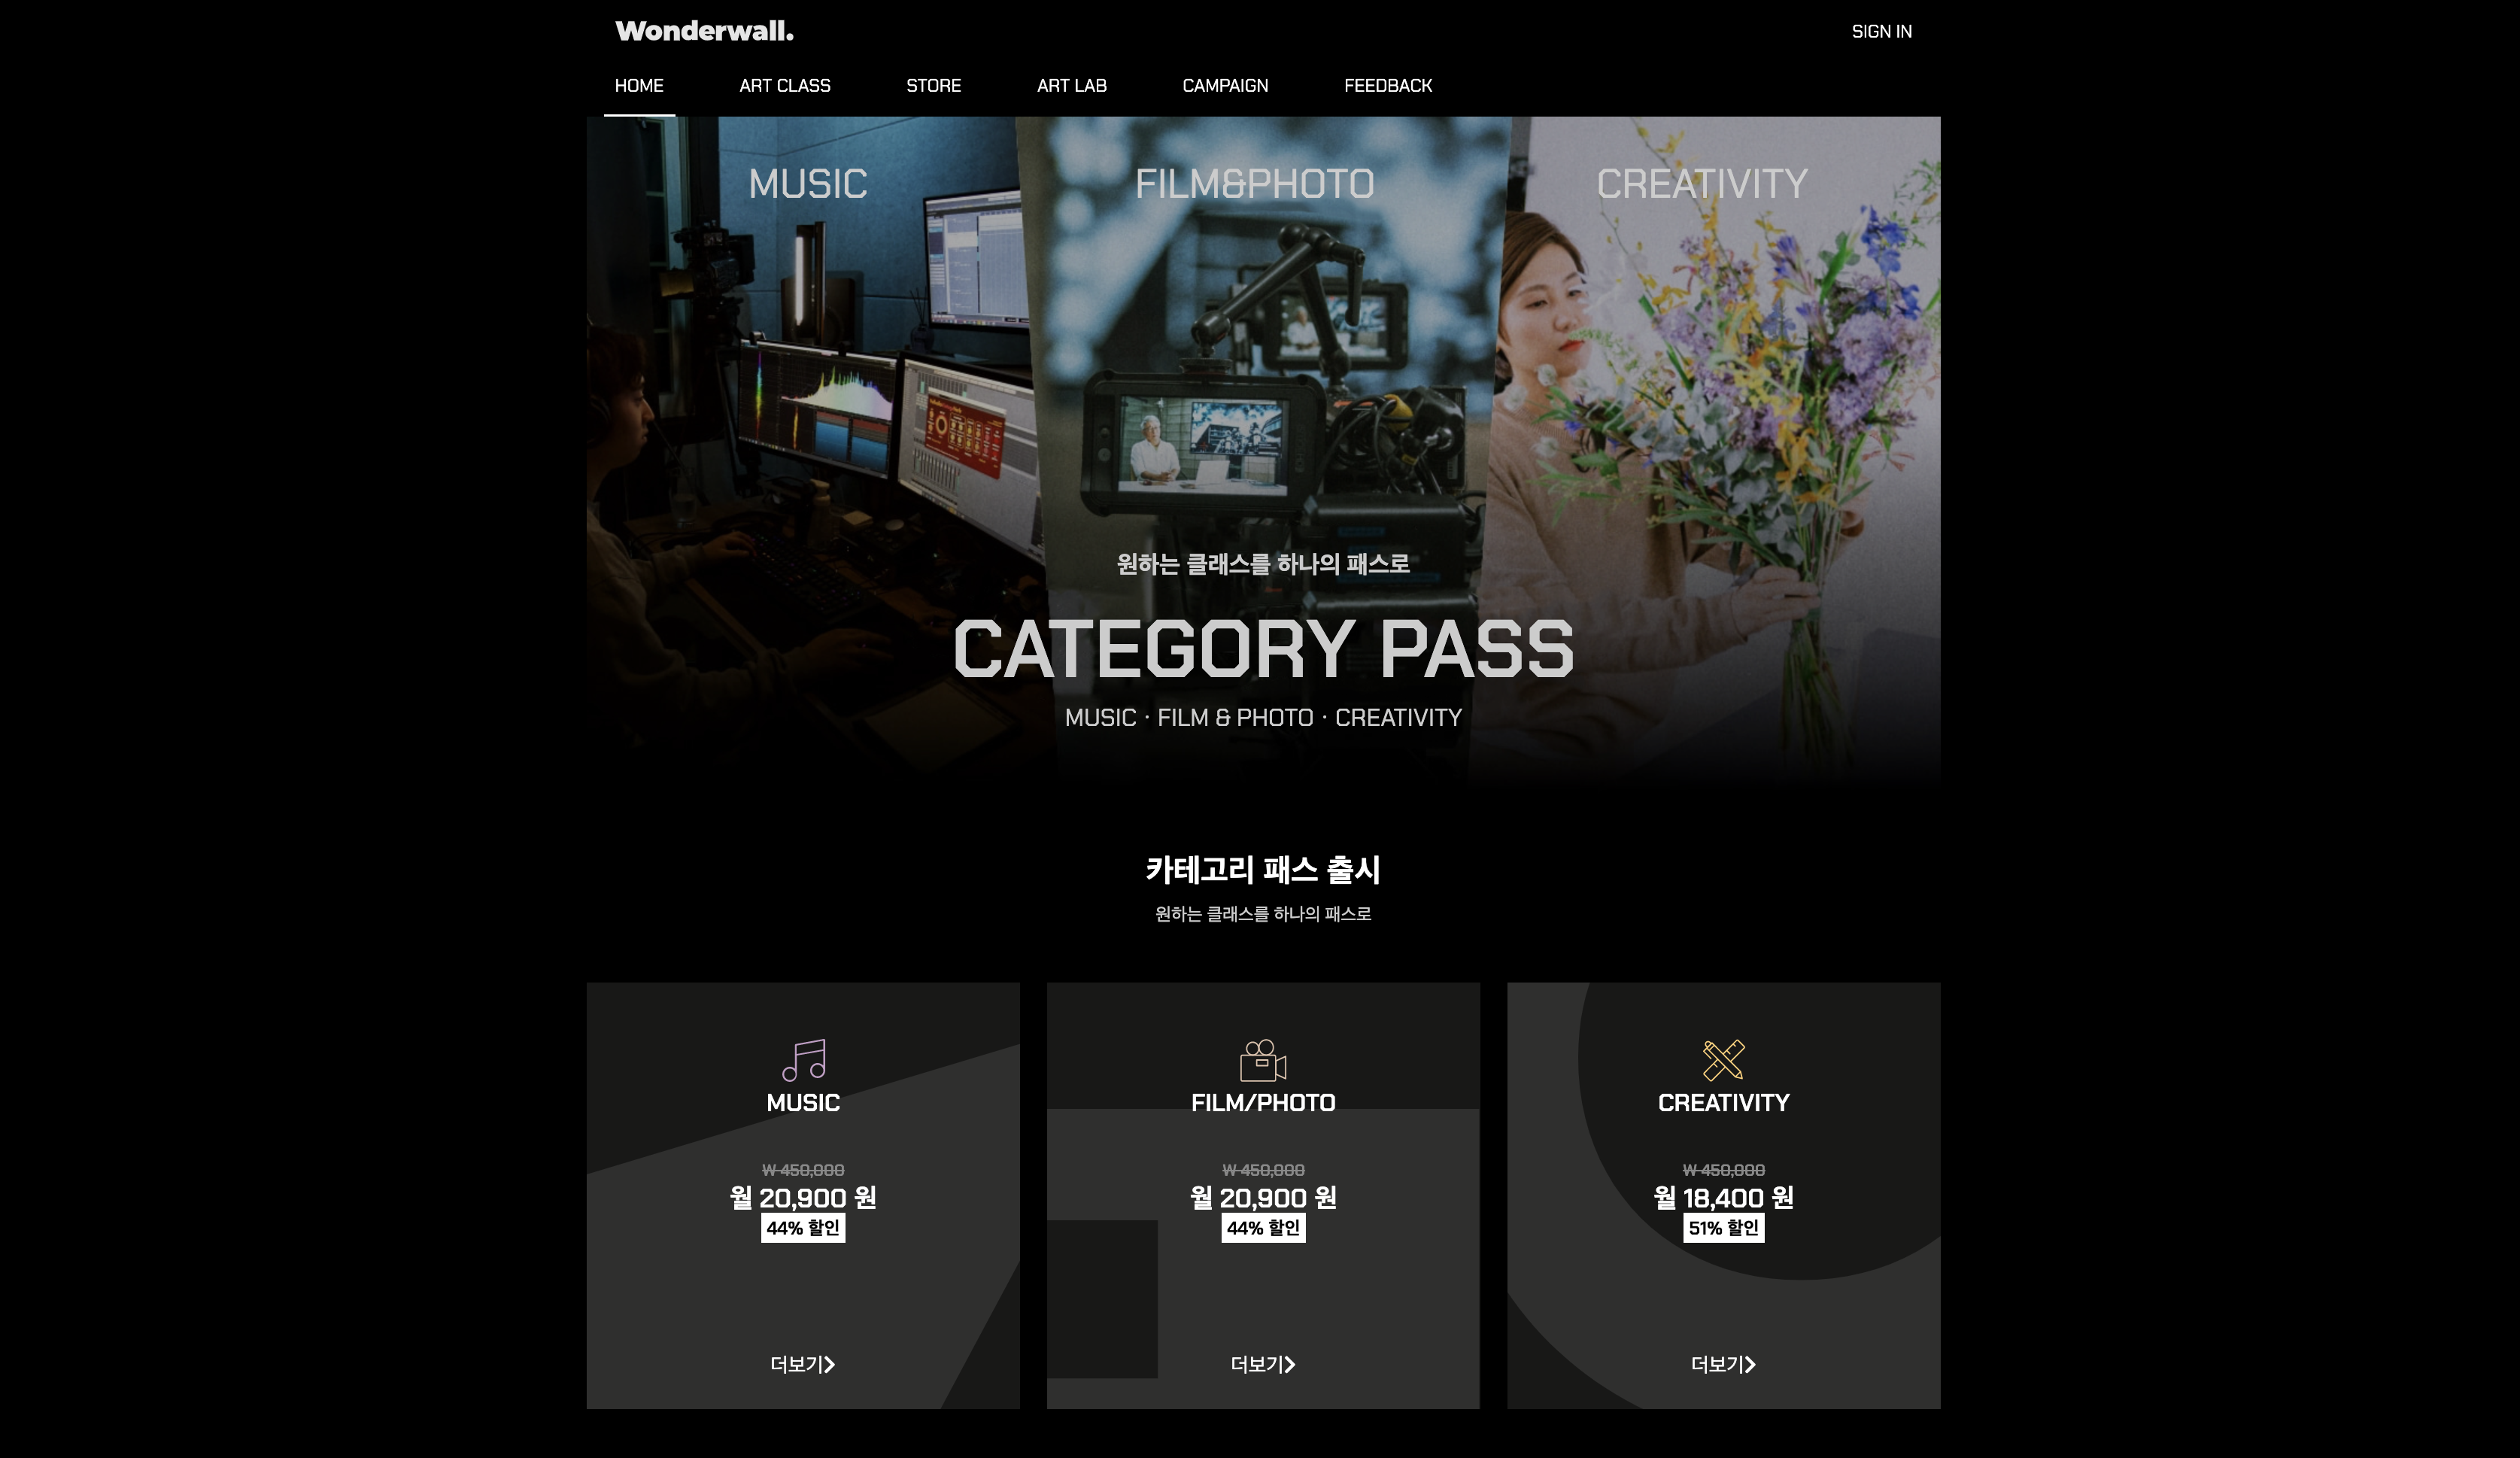 Wonderwall.
SIGN IN
HOME ART CLASS STORE ART LAB CAMPAIGN FEEDBACK
MUSIC FILM&PHOTO CREATIVITY
원하는 클래스를 하나의 패스로
CATEGORY PASS
MUSIC · FILM & PHOTO · CREATIVITY
카테고리 패스 출시
원하는 클래스를 하나의 패스로
MUSIC
₩ 450,000
월 20,900 원
44% 할인
더보기
FILM/PHOTO
₩ 450,000
월 20,900 원
44% 할인
더보기
CREATIVITY
₩ 450,000
월 18,400 원
51% 할인
더보기